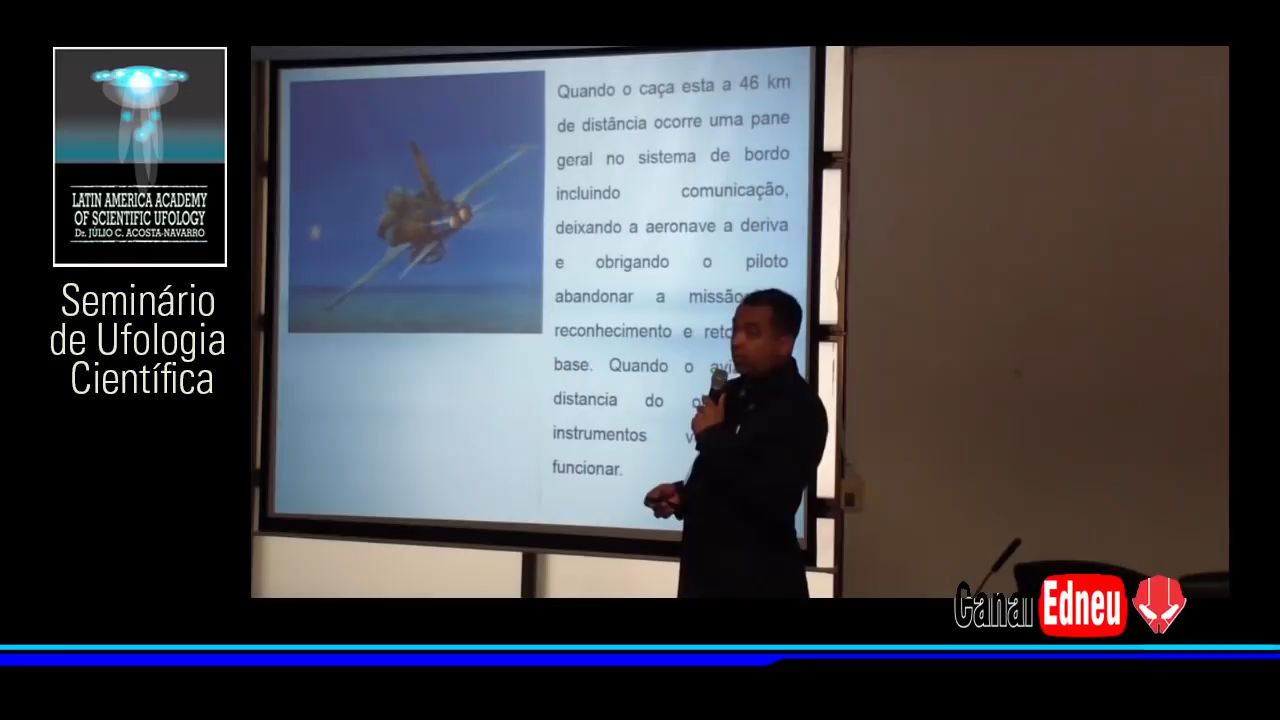 LATIN AMERICA ACADEMY
OF SCIENTIFIC UFOLOGY
DR. JÚLIO C. ACOSTA-NAVARRO
Seminário
de Ufologia
Científica
Quando o caça esta a 46 km
de distância ocorre uma pane
geral no sistema de bordo
incluindo comunicação,
deixando a aeronave a deriva
e obrigando o piloto
abandonar a
reconhecimento e
base. Quando o
distancia do
instrumentos
funcionar.
Canal Edneu